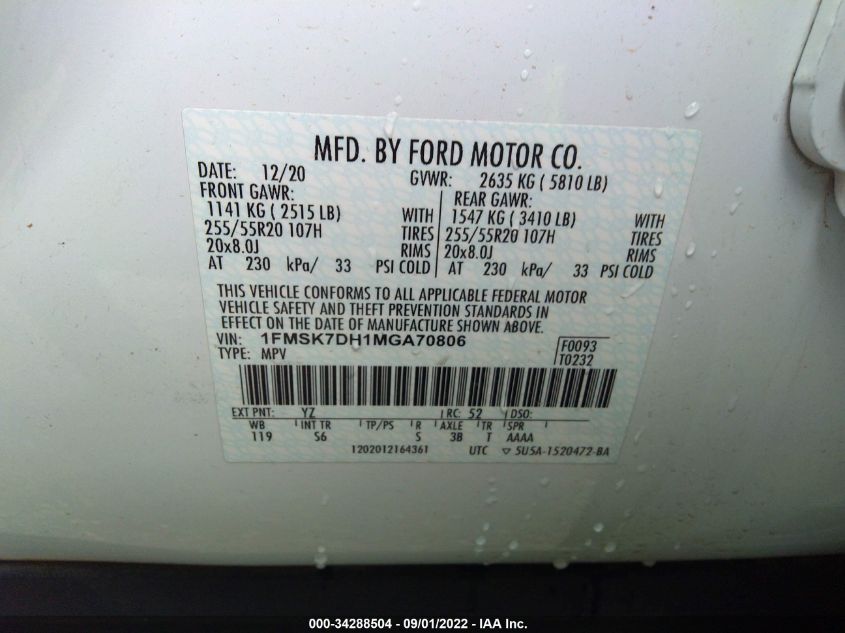 MFD. BY FORD MOTOR CO.
DATE: 12/20 GVWR: 2635 KG ( 5810 LB)
FRONT GAWR: REAR GAWR:
1141 KG ( 2515 LB) WITH 1547 KG ( 3410 LB) WITH
255/55R20 107H TIRES 255/55R20 107H TIRES
20x8.0J RIMS 20x8.0J RIMS
AT 230 kPa/ 33 PSI COLD AT 230 kPa/ 33 PSI COLD
THIS VEHICLE CONFORMS TO ALL APPLICABLE FEDERAL MOTOR
VEHICLE SAFETY AND THEFT PREVENTION STANDARDS IN
EFFECT ON THE DATE OF MANUFACTURE SHOWN ABOVE.
VIN: 1FMSK7DH1MGA70806 F0093
TYPE: MPV T0232
EXT PNT: YZ RC: 52 DSO:
WB INT TR TP/PS R AXLE TR SPR
119 S6 S 3B T AAAA
1202012164361 UTC ▽ 5U5A-1520472-BA
000-34288504 - 09/01/2022 - IAA Inc.